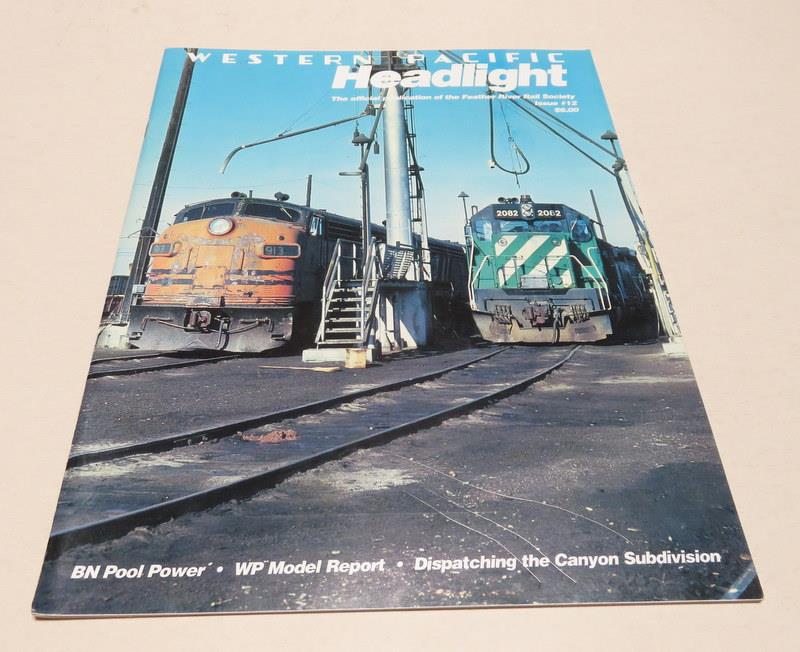 WESTERN PACIFIC
Headlight
The official publication of the Feather River Rail Society
Issue #12
$6.00
913
2082 2082
BN Pool Power • WP Model Report • Dispatching the Canyon Subdivision